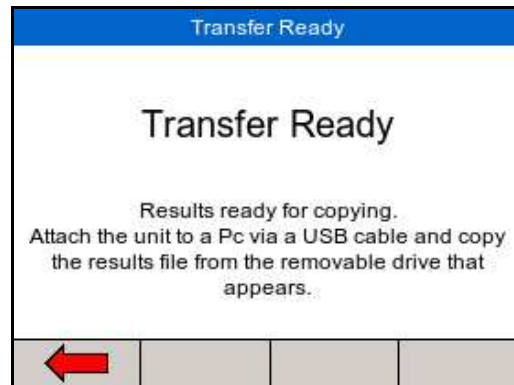 Transfer Ready
Transfer Ready
Results ready for copying.
Attach the unit to a Pc via a USB cable and copy
the results file from the removable drive that
appears.